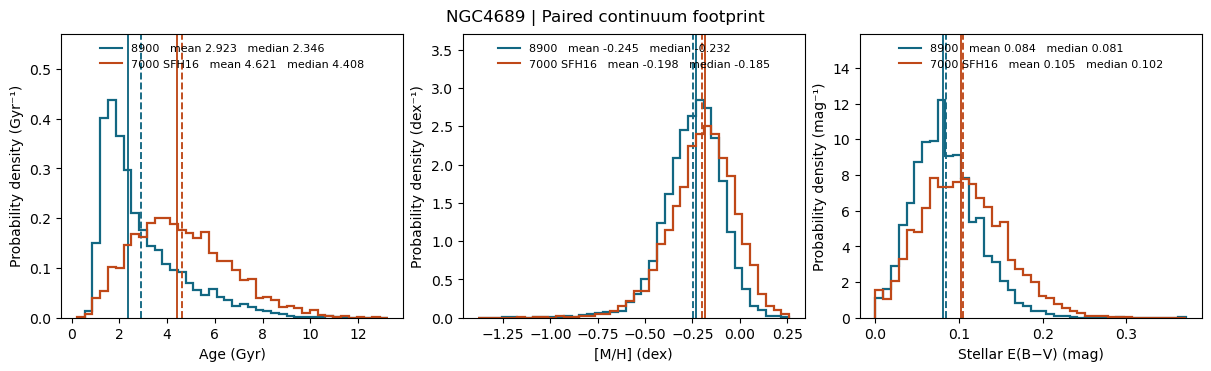 NGC4689 | Paired continuum footprint
8900 mean 2.923 median 2.346
7000 SFH16 mean 4.621 median 4.408
0.5
0.4
0.3
0.2
0.1
0.0
Probability density (Gyr⁻¹)
0 2 4 6 8 10 12
Age (Gyr)
8900 mean -0.245 median -0.232
7000 SFH16 mean -0.198 median -0.185
3.5
3.0
2.5
2.0
1.5
1.0
0.5
0.0
Probability density (dex⁻¹)
−1.25 −1.00 −0.75 −0.50 −0.25 0.00 0.25
[M/H] (dex)
8900 mean 0.084 median 0.081
7000 SFH16 mean 0.105 median 0.102
14
12
10
8
6
4
2
0
Probability density (mag⁻¹)
0.0 0.1 0.2 0.3
Stellar E(B−V) (mag)